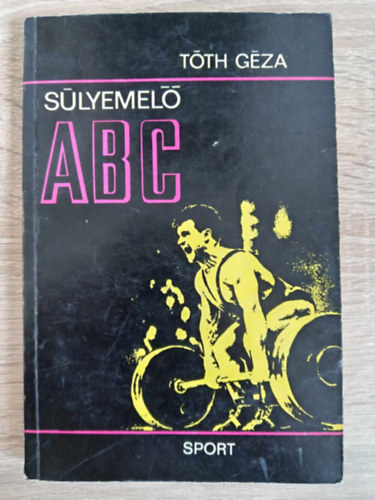 TÓTH GÉZA
SÚLYEMELŐ
ABC
SPORT